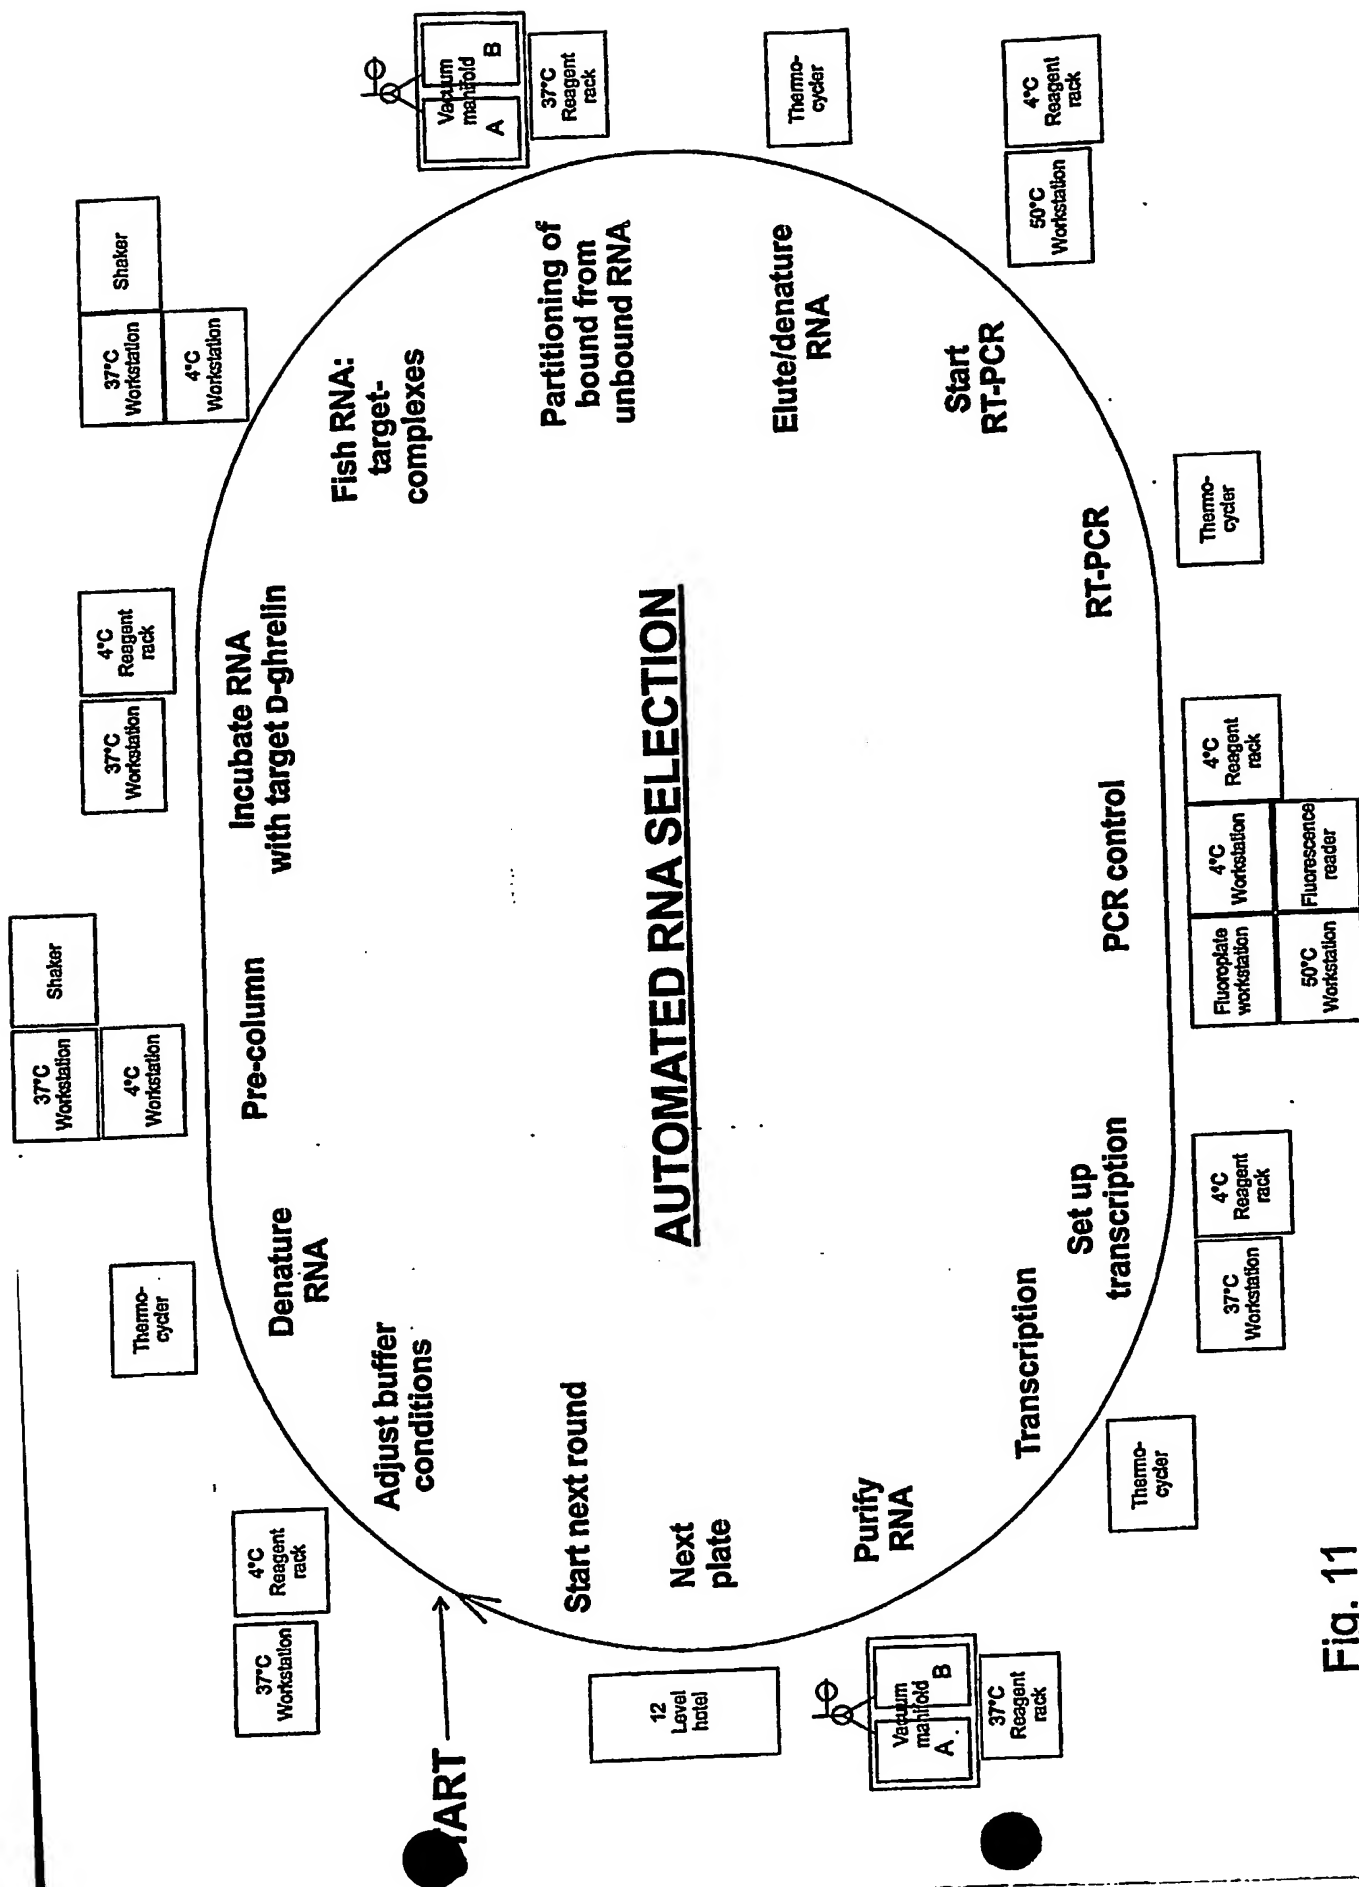 START
37°C
Workstation
4°C
Reagent
rack
Adjust buffer
conditions
Thermo-
cycler
Denature
RNA
37°C
Workstation
Shaker
4°C
Workstation
Pre-column
37°C
Workstation
4°C
Reagent
rack
Incubate RNA
with target D-ghrelin
37°C
Workstation
Shaker
4°C
Workstation
Fish RNA:
target-
complexes
Vacuum
manifold
A
B
37°C
Reagent
rack
Partitioning of
bound from
unbound RNA
Thermo-
cycler
Elute/denature
RNA
50°C
Workstation
4°C
Reagent
rack
Start
RT-PCR
Thermo-
cycler
RT-PCR
Fluoroplate
workstation
4°C
Workstation
4°C
Reagent
rack
50°C
Workstation
Fluorescence
reader
PCR control
37°C
Workstation
4°C
Reagent
rack
Set up
transcription
Thermo-
cycler
Transcription
Vacuum
manifold
A
B
37°C
Reagent
rack
Purify
RNA
12
Level
hotel
Next
plate
Start next round
AUTOMATED RNA SELECTION
Fig. 11